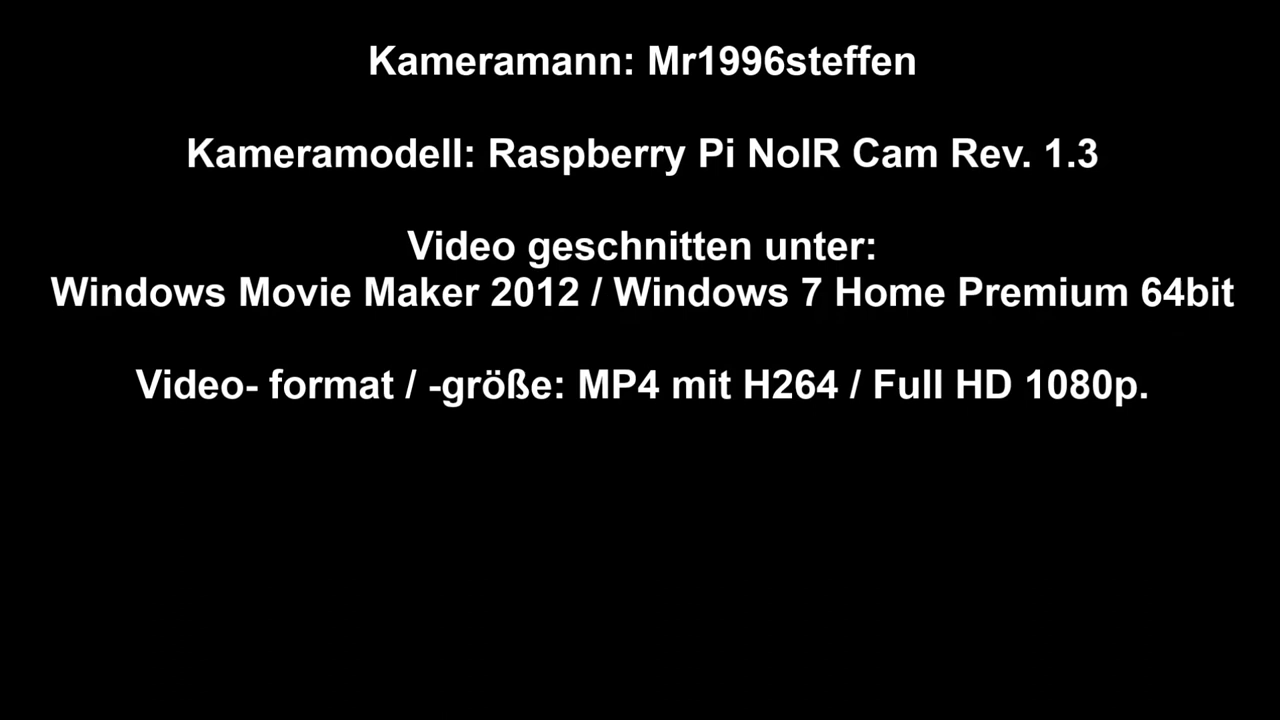 Kameramann: Mr1996steffen
Kameramodell: Raspberry Pi NoIR Cam Rev. 1.3
Video geschnitten unter:
Windows Movie Maker 2012 / Windows 7 Home Premium 64bit
Video- format / -größe: MP4 mit H264 / Full HD 1080p.